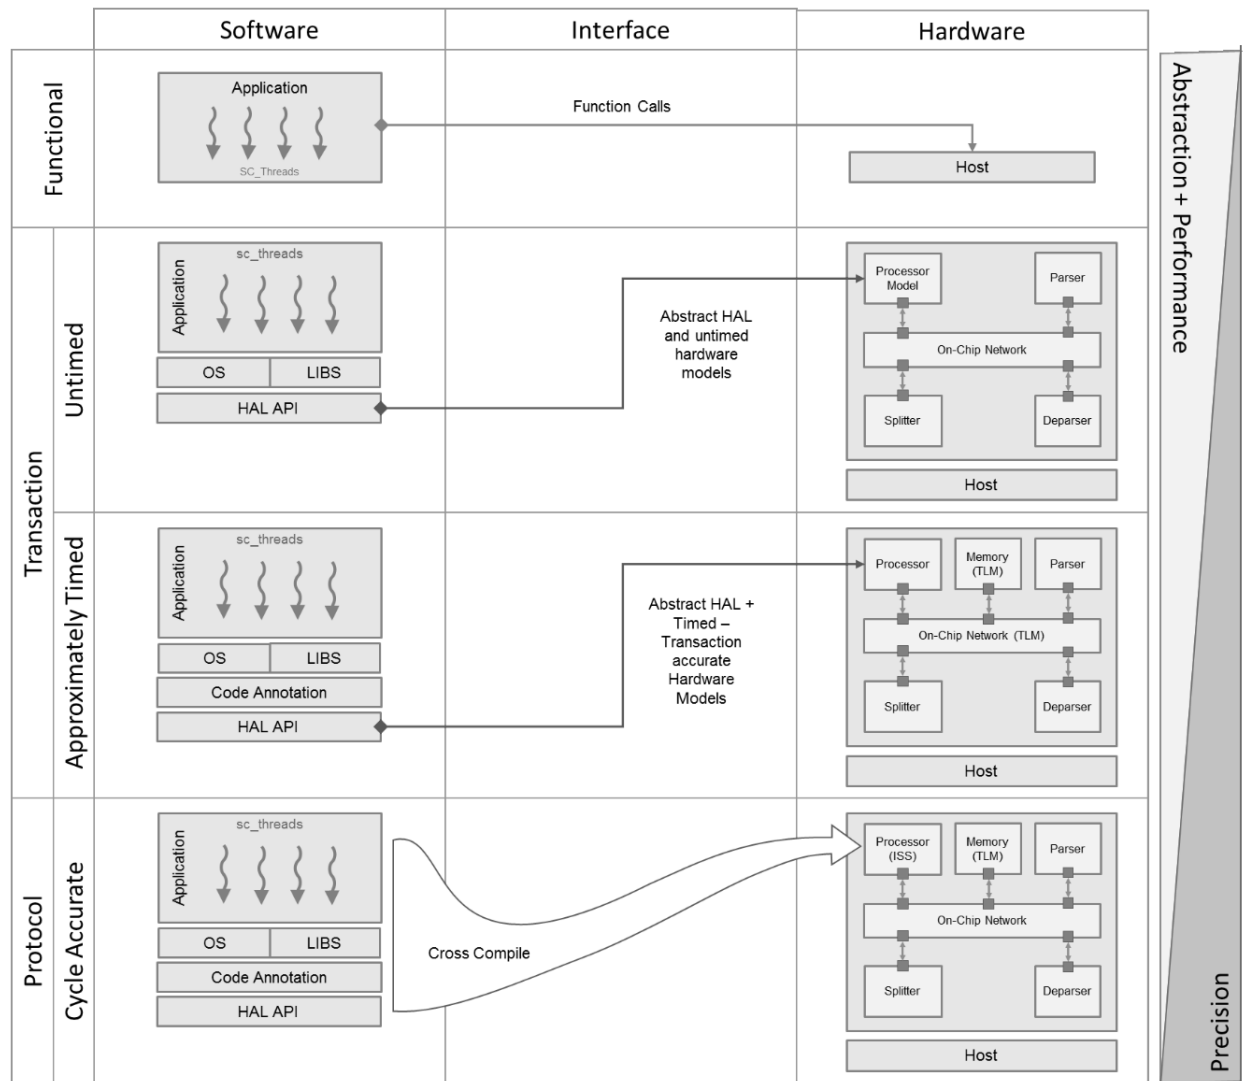 Software
Interface
Hardware
Functional
Application
SC_Threads
Function Calls
Host
Abstraction + Performance
Precision
Transaction
Untimed
Application
sc_threads
OS
LIBS
HAL API
Abstract HAL
and untimed
hardware
models
Processor
Model
Parser
On-Chip Network
Splitter
Deparser
Host
Approximately Timed
Application
sc_threads
OS
LIBS
Code Annotation
HAL API
Abstract HAL +
Timed –
Transaction
accurate
Hardware
Models
Processor
Memory
(TLM)
Parser
On-Chip Network (TLM)
Splitter
Deparser
Host
Protocol
Cycle Accurate
Application
sc_threads
OS
LIBS
Code Annotation
HAL API
Cross Compile
Processor
(ISS)
Memory
(TLM)
Parser
On-Chip Network
Splitter
Deparser
Host